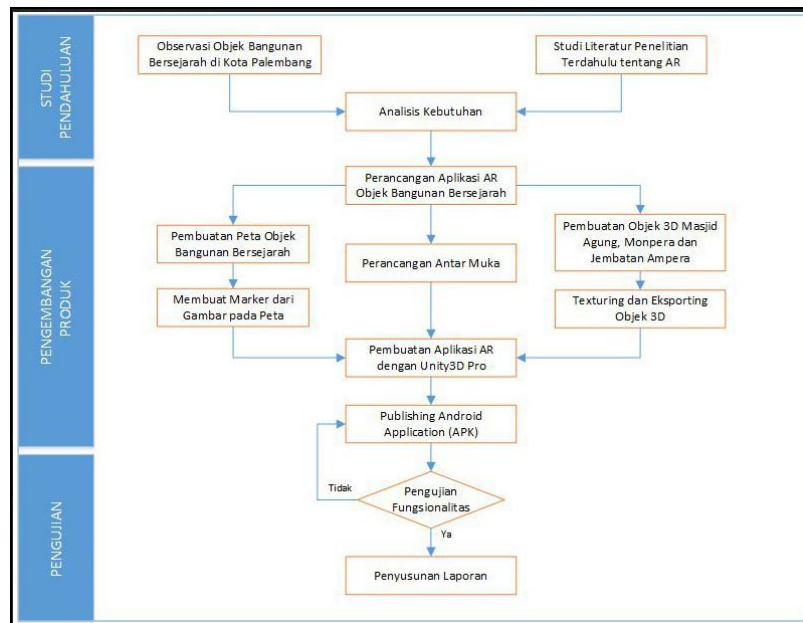 STUDI
PENDAHULUAN
Observasi Objek Bangunan
Bersejarah di Kota Palembang
Studi Literatur Penelitian
Terdahulu tentang AR
Analisis Kebutuhan
PENGEMBANGAN
PRODUK
Perancangan Aplikasi AR
Objek Bangunan Bersejarah
Pembuatan Peta Objek
Bangunan Bersejarah
Perancangan Antar Muka
Pembuatan Objek 3D Masjid
Agung, Monpera dan
Jembatan Ampera
Membuat Marker dari
Gambar pada Peta
Texturing dan Eksporting
Objek 3D
Pembuatan Aplikasi AR
dengan Unity3D Pro
Publishing Android
Application (APK)
PENGUJIAN
Tidak
Pengujian
Fungsionalitas
Ya
Penyusunan Laporan